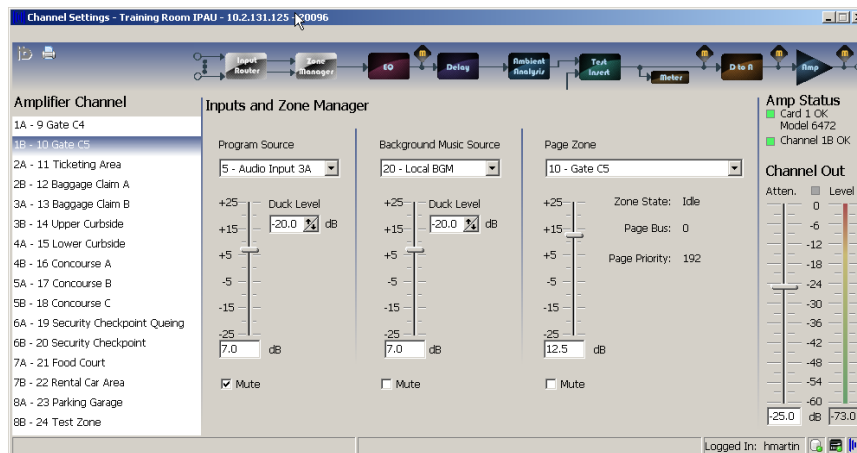 Channel Settings - Training Room IPAU - 10.2.131.125 - 20096
Input Router
Zone Manager
EQ
m
Delay
Ambient Analysis
Test Insert
Meter
m
D to A
m
Amp
m
Amplifier Channel
1A - 9 Gate C4
1B - 10 Gate C5
2A - 11 Ticketing Area
2B - 12 Baggage Claim A
3A - 13 Baggage Claim B
3B - 14 Upper Curbside
4A - 15 Lower Curbside
4B - 16 Concourse A
5A - 17 Concourse B
5B - 18 Concourse C
6A - 19 Security Checkpoint Queing
6B - 20 Security Checkpoint
7A - 21 Food Court
7B - 22 Rental Car Area
8A - 23 Parking Garage
8B - 24 Test Zone
Inputs and Zone Manager
Program Source
5 - Audio Input 3A
+25
+15
+5
-5
-15
-25
Duck Level
-20.0 dB
7.0 dB
Mute
Background Music Source
20 - Local BGM
+25
+15
+5
-5
-15
-25
Duck Level
-20.0 dB
7.0 dB
Mute
Page Zone
10 - Gate C5
+25
+15
+5
-5
-15
-25
Zone State: Idle
Page Bus: 0
Page Priority: 192
12.5 dB
Mute
Amp Status
Card 1 OK
Model 6472
Channel 1B OK
Channel Out
Atten. Level
0
-6
-12
-18
-24
-30
-36
-42
-48
-54
-60
-25.0 dB -73.0
Logged In: hmartin